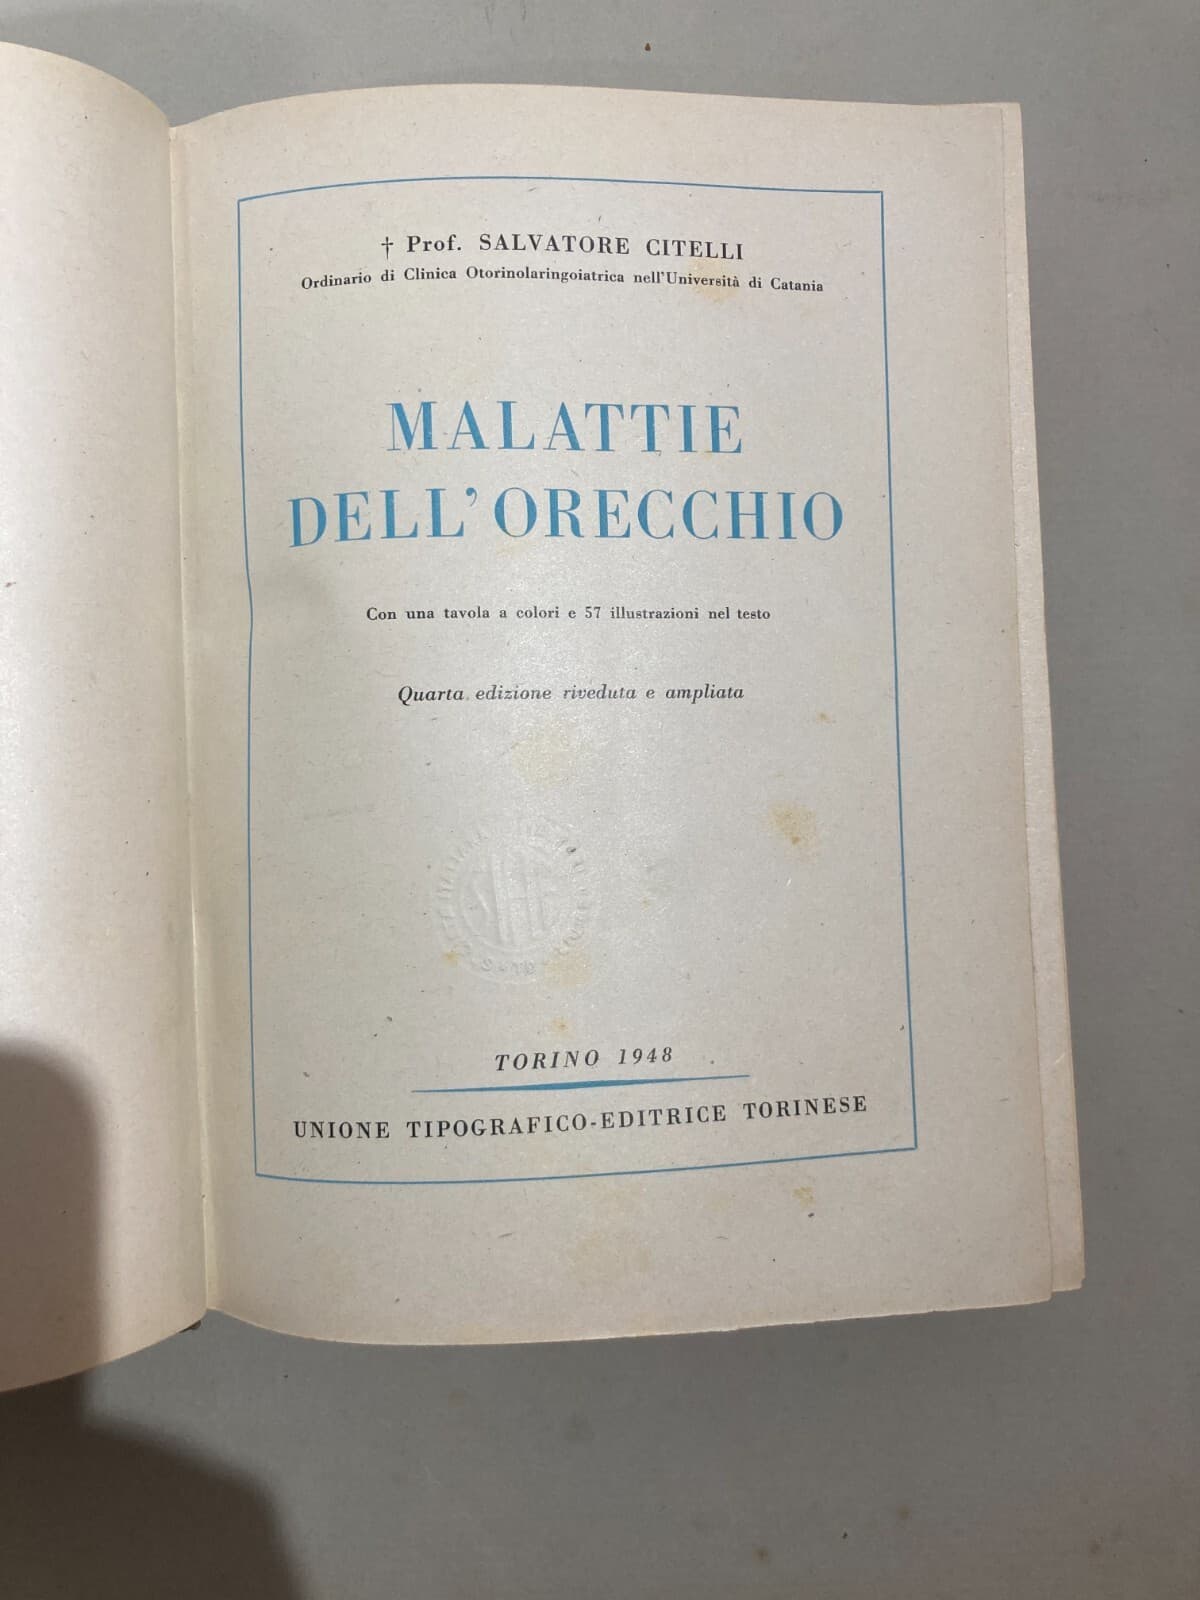 † Prof. SALVATORE CITELLI
Ordinario di Clinica Otorinolaringoiatrica nell'Università di Catania
MALATTIE
DELL'ORECCHIO
Con una tavola a colori e 57 illustrazioni nel testo
Quarta edizione riveduta e ampliata
TORINO 1948
UNIONE TIPOGRAFICO-EDITRICE TORINESE